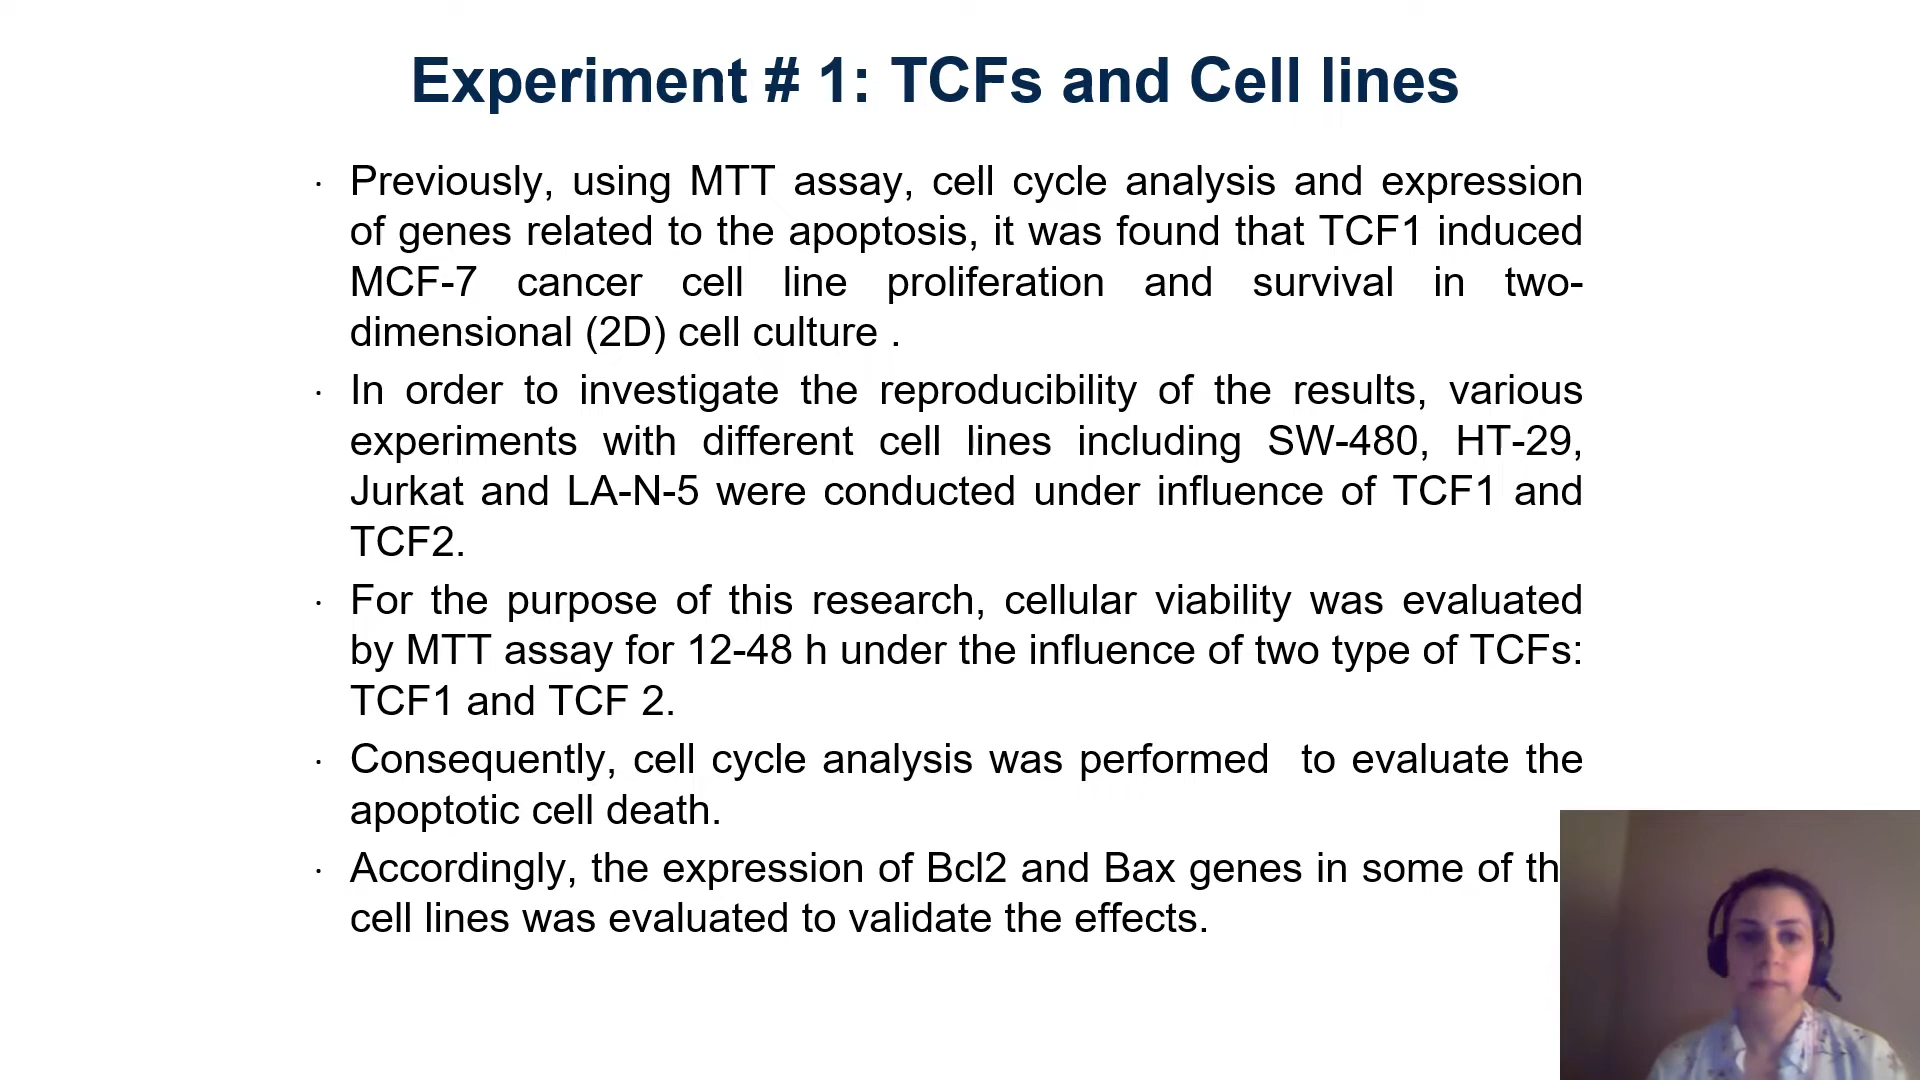 Experiment # 1: TCFs and Cell lines
· Previously, using MTT assay, cell cycle analysis and expression
of genes related to the apoptosis, it was found that TCF1 induced
MCF-7 cancer cell line proliferation and survival in two-
dimensional (2D) cell culture .
· In order to investigate the reproducibility of the results, various
experiments with different cell lines including SW-480, HT-29,
Jurkat and LA-N-5 were conducted under influence of TCF1 and
TCF2.
· For the purpose of this research, cellular viability was evaluated
by MTT assay for 12-48 h under the influence of two type of TCFs:
TCF1 and TCF 2.
· Consequently, cell cycle analysis was performed  to evaluate the
apoptotic cell death.
· Accordingly, the expression of Bcl2 and Bax genes in some of th
cell lines was evaluated to validate the effects.